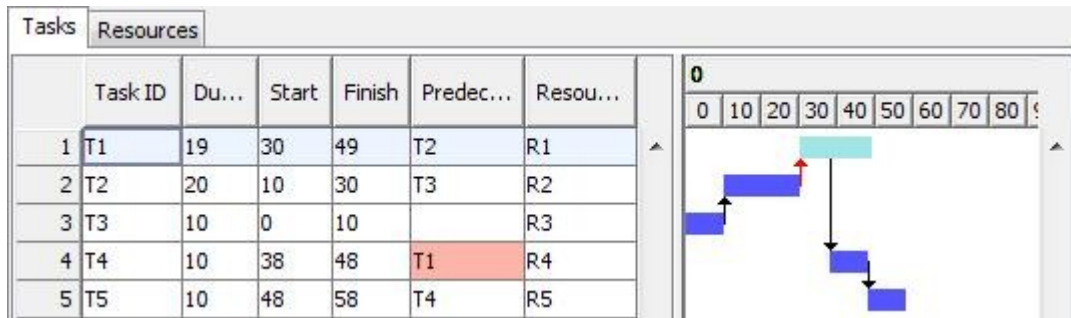 Tasks Resources
Task ID Du... Start Finish Predec... Resou...
1 T1 19 30 49 T2 R1
2 T2 20 10 30 T3 R2
3 T3 10 0 10 R3
4 T4 10 38 48 T1 R4
5 T5 10 48 58 T4 R5
0
0 10 20 30 40 50 60 70 80